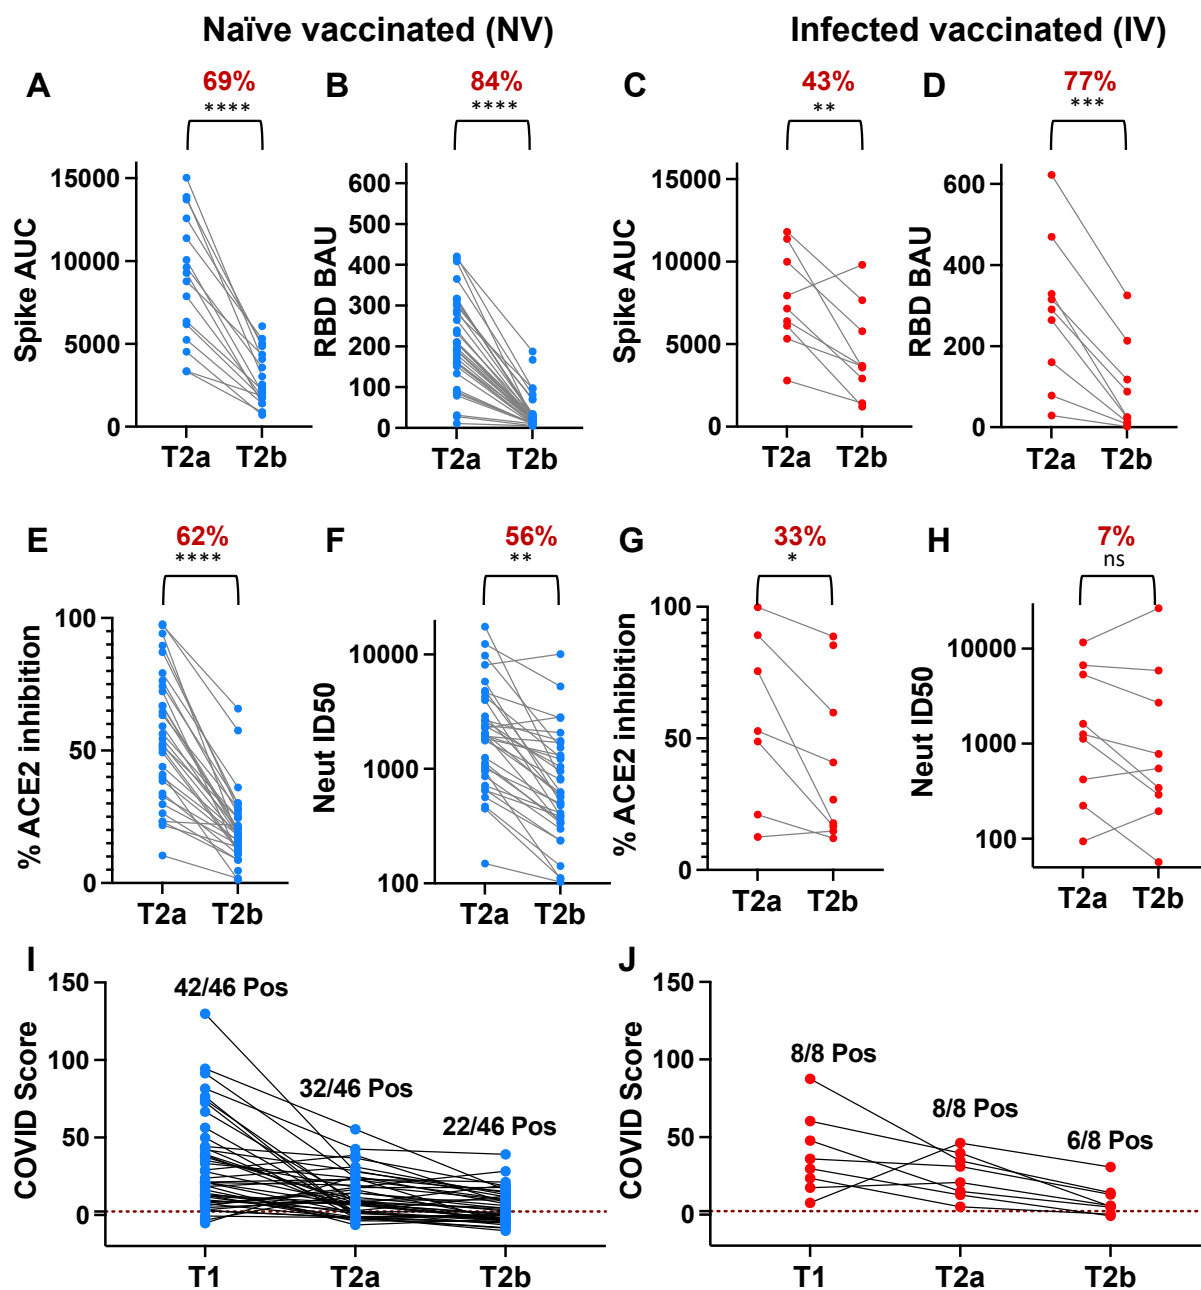 Naïve vaccinated (NV)
Infected vaccinated (IV)
A
69%
****
Spike AUC
15000
10000
5000
0
T2a
T2b
B
84%
****
RBD BAU
600
500
400
300
200
100
0
T2a
T2b
C
43%
**
Spike AUC
15000
10000
5000
0
T2a
T2b
D
77%
***
RBD BAU
600
400
200
0
T2a
T2b
E
62%
****
% ACE2 inhibition
100
50
0
T2a
T2b
F
56%
**
Neut ID50
10000
1000
100
T2a
T2b
G
33%
*
% ACE2 inhibition
100
50
0
T2a
T2b
H
7%
ns
Neut ID50
10000
1000
100
T2a
T2b
I
COVID Score
150
100
50
0
42/46 Pos
32/46 Pos
22/46 Pos
T1
T2a
T2b
J
COVID Score
150
100
50
0
8/8 Pos
8/8 Pos
6/8 Pos
T1
T2a
T2b